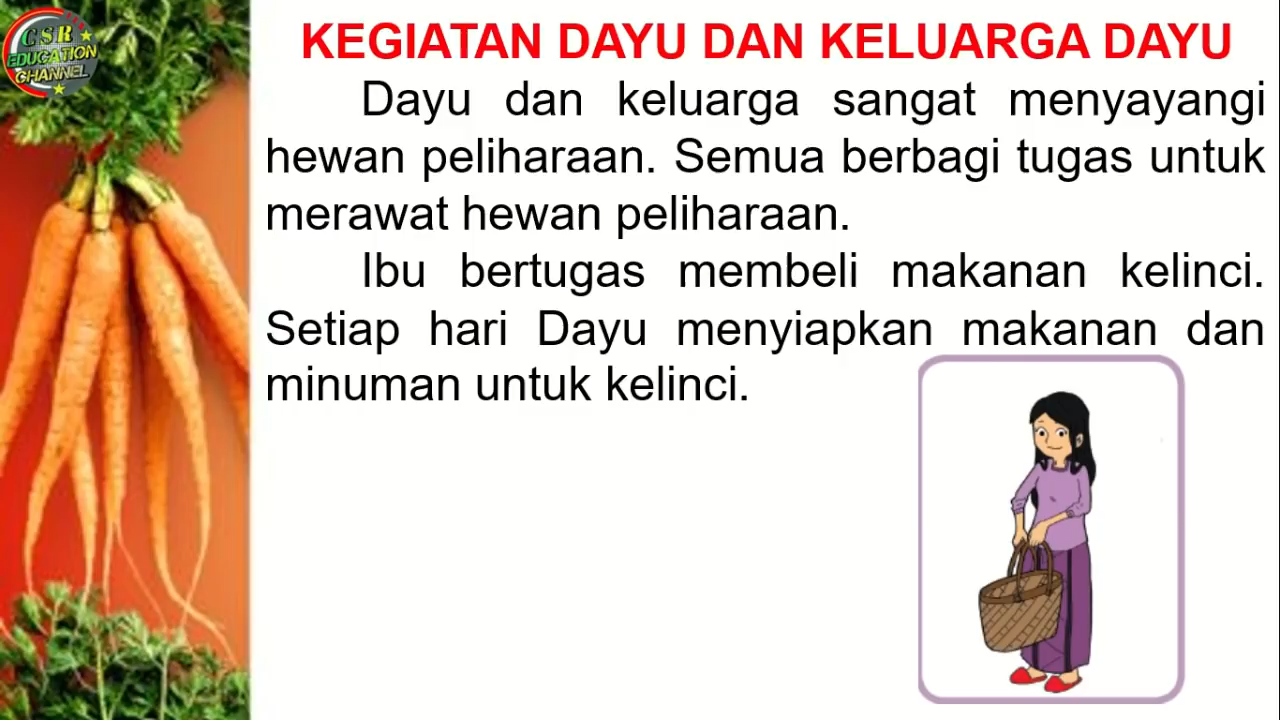 GSR
EDUCATION
CHANNEL
KEGIATAN DAYU DAN KELUARGA DAYU
Dayu dan keluarga sangat menyayangi
hewan peliharaan. Semua berbagi tugas untuk
merawat hewan peliharaan.
Ibu bertugas membeli makanan kelinci.
Setiap hari Dayu menyiapkan makanan dan
minuman untuk kelinci.